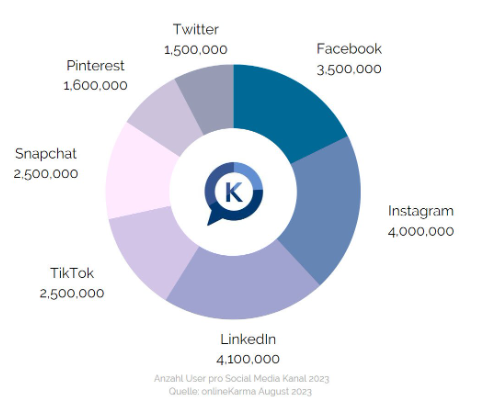 Twitter
1,500,000
Facebook
3,500,000
Pinterest
1,600,000
Snapchat
2,500,000
Instagram
4,000,000
TikTok
2,500,000
LinkedIn
4,100,000
K
Anzahl User pro Social Media Kanal 2023
Quelle: onlineKarma August 2023